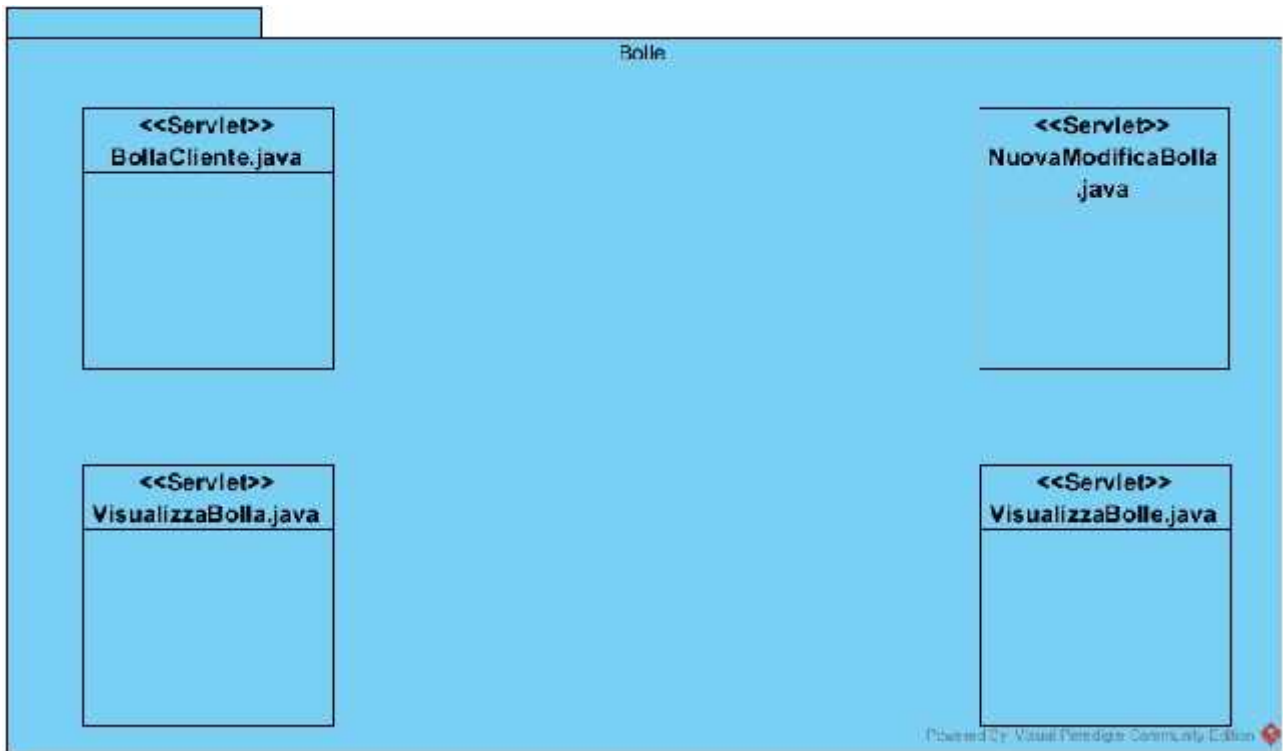 Bolle
<<Servlet>>
BollaCliente.java
<<Servlet>>
NuovaModificaBolla
.java
<<Servlet>>
VisualizzaBolla.java
<<Servlet>>
VisualizzaBolle.java
Powered By Visual Paradigm Community Edition